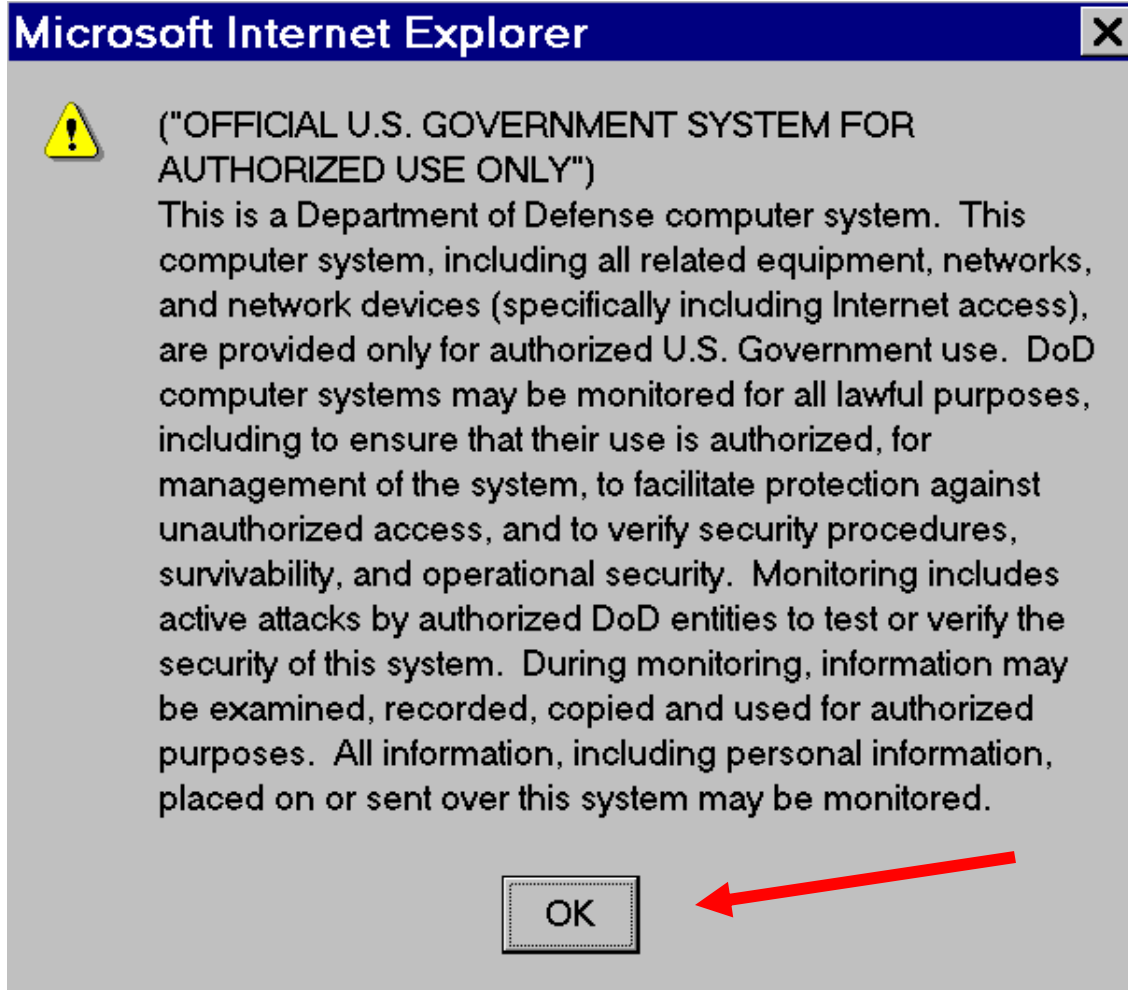 Microsoft Internet Explorer
("OFFICIAL U.S. GOVERNMENT SYSTEM FOR
AUTHORIZED USE ONLY")
This is a Department of Defense computer system.  This
computer system, including all related equipment, networks,
and network devices (specifically including Internet access),
are provided only for authorized U.S. Government use.  DoD
computer systems may be monitored for all lawful purposes,
including to ensure that their use is authorized, for
management of the system, to facilitate protection against
unauthorized access, and to verify security procedures,
survivability, and operational security.  Monitoring includes
active attacks by authorized DoD entities to test or verify the
security of this system.  During monitoring, information may
be examined, recorded, copied and used for authorized
purposes.  All information, including personal information,
placed on or sent over this system may be monitored.
OK